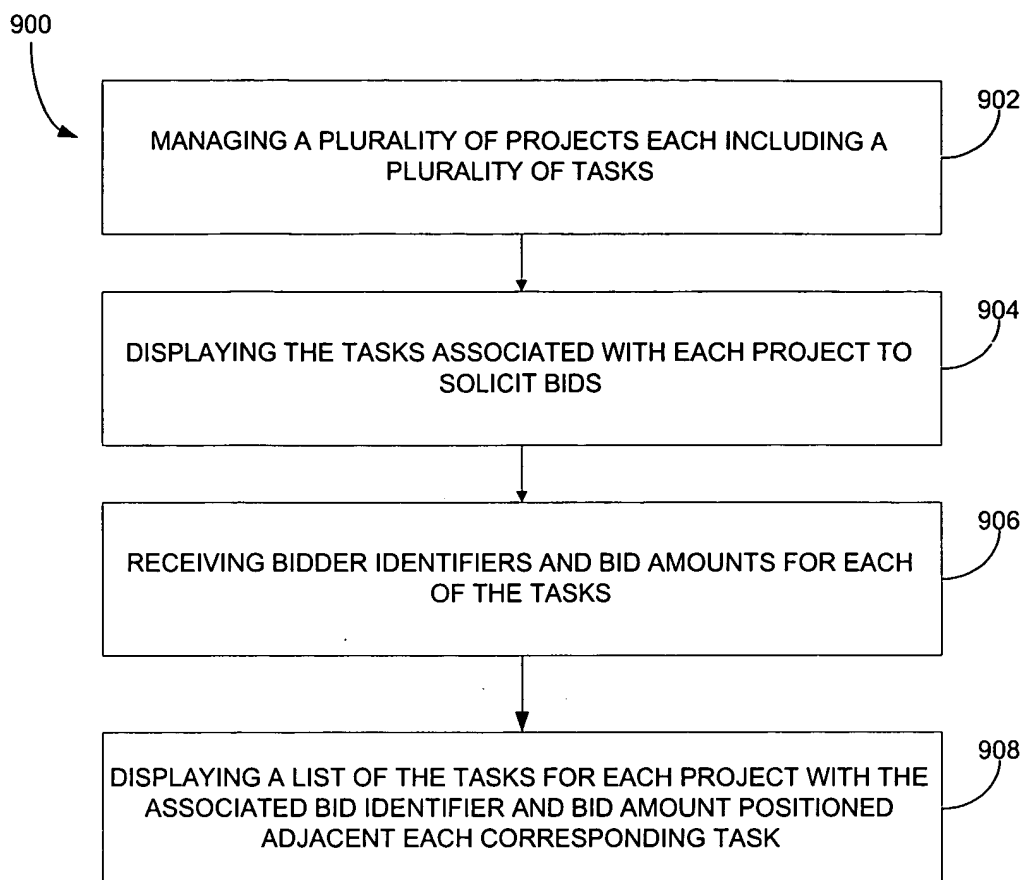 900
902
MANAGING A PLURALITY OF PROJECTS EACH INCLUDING A
PLURALITY OF TASKS
904
DISPLAYING THE TASKS ASSOCIATED WITH EACH PROJECT TO
SOLICIT BIDS
906
RECEIVING BIDDER IDENTIFIERS AND BID AMOUNTS FOR EACH
OF THE TASKS
908
DISPLAYING A LIST OF THE TASKS FOR EACH PROJECT WITH THE
ASSOCIATED BID IDENTIFIER AND BID AMOUNT POSITIONED
ADJACENT EACH CORRESPONDING TASK